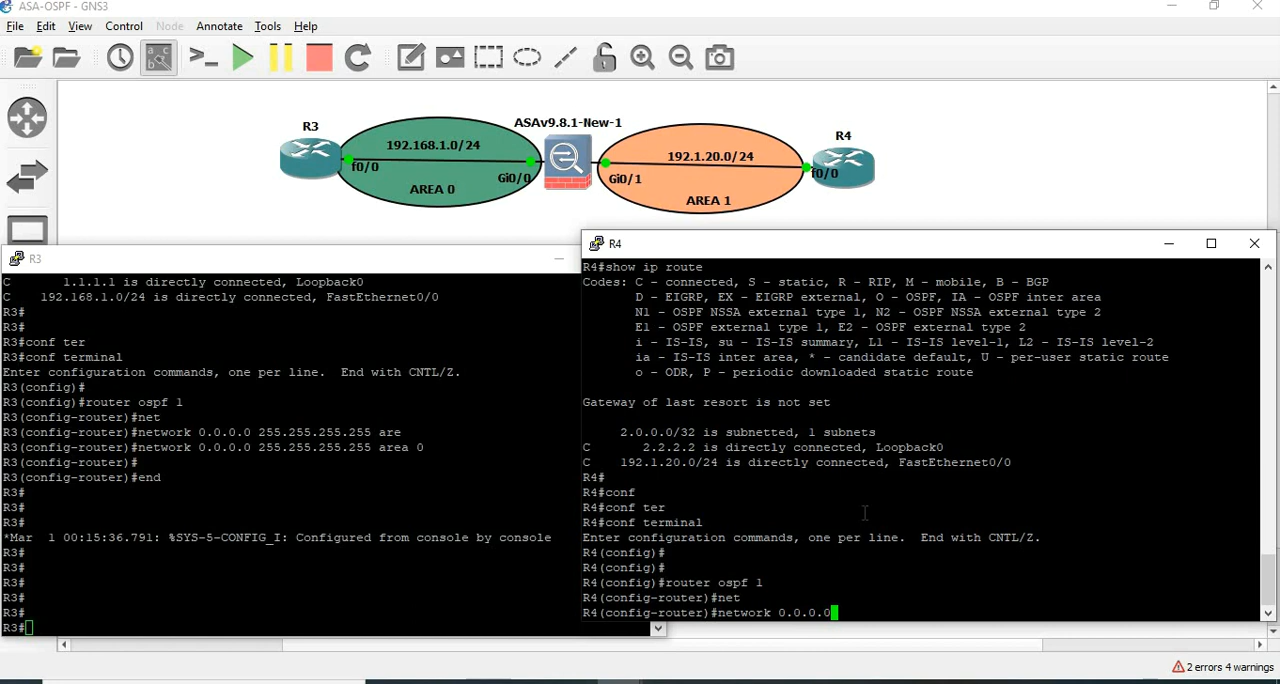 ASA-OSPF - GNS3
File Edit View Control Node Annotate Tools Help
R3
ASAv9.8.1-New-1
R4
192.168.1.0/24
192.1.20.0/24
f0/0
Gi0/0
Gi0/1
f0/0
AREA 0
AREA 1
R3
C 1.1.1.1 is directly connected, Loopback0
C 192.168.1.0/24 is directly connected, FastEthernet0/0
R3#
R3#
R3#conf ter
R3#conf terminal
Enter configuration commands, one per line. End with CNTL/Z.
R3(config)#
R3(config)#router ospf 1
R3(config-router)#net
R3(config-router)#network 0.0.0.0 255.255.255.255 are
R3(config-router)#network 0.0.0.0 255.255.255.255 area 0
R3(config-router)#
R3(config-router)#end
R3#
R3#
R3#
*Mar 1 00:15:36.791: %SYS-5-CONFIG_I: Configured from console by console
R3#
R3#
R3#
R3#
R3#
R3#
R4
R4#show ip route
Codes: C - connected, S - static, R - RIP, M - mobile, B - BGP
D - EIGRP, EX - EIGRP external, O - OSPF, IA - OSPF inter area
N1 - OSPF NSSA external type 1, N2 - OSPF NSSA external type 2
E1 - OSPF external type 1, E2 - OSPF external type 2
i - IS-IS, su - IS-IS summary, L1 - IS-IS level-1, L2 - IS-IS level-2
ia - IS-IS inter area, * - candidate default, U - per-user static route
o - ODR, P - periodic downloaded static route
Gateway of last resort is not set
2.0.0.0/32 is subnetted, 1 subnets
C 2.2.2.2 is directly connected, Loopback0
C 192.1.20.0/24 is directly connected, FastEthernet0/0
R4#
R4#conf
R4#conf ter
R4#conf terminal
Enter configuration commands, one per line. End with CNTL/Z.
R4(config)#
R4(config)#
R4(config)#router ospf 1
R4(config-router)#net
R4(config-router)#network 0.0.0.0
2 errors 4 warnings